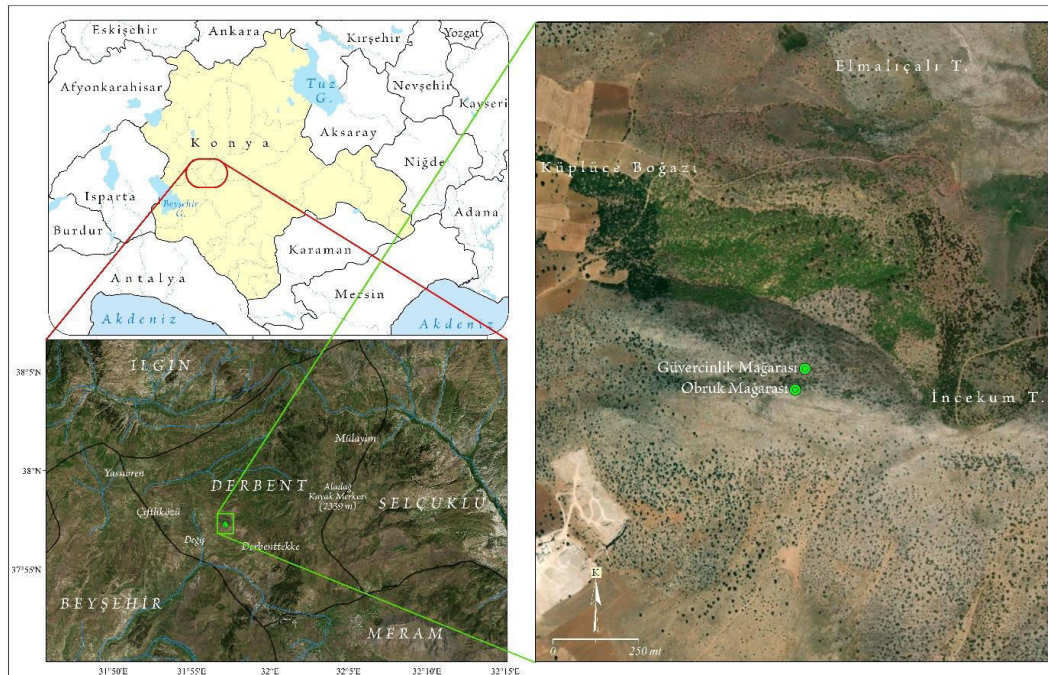 Eskişehir
Ankara
Kırşehir
Yozgat
Afyonkarahisar
Tuz
G.
Nevşehir
Kayseri
Aksaray
Konya
Niğde
Isparta
Beyşehir
G.
Adana
Burdur
Karaman
Antalya
Mersin
Akdeniz
Akdeniz
38°5'
38°N
37°55'
ILGIN
Mülayim
Yassıören
DERBENT
Aladağ
Kayak Merkezi
(2339 m)
SELÇUKLU
Çiftliközü
Değiş
Derbenttekke
BEYŞEHİR
MERAM
31°50'E
31°55'E
32°E
32°5'E
32°10'E
32°15'E
Elmalıçalı T.
Küplüce Boğazı
Güvercinlik Mağarası
Obruk Mağarası
İncekum T.
K
0
250 mt